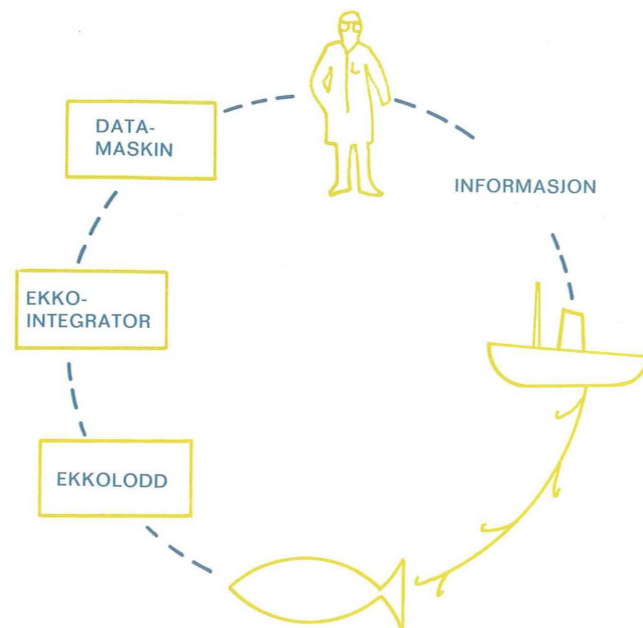 DATA-
MASKIN
INFORMASJON
EKKO-
INTEGRATOR
EKKOLODD